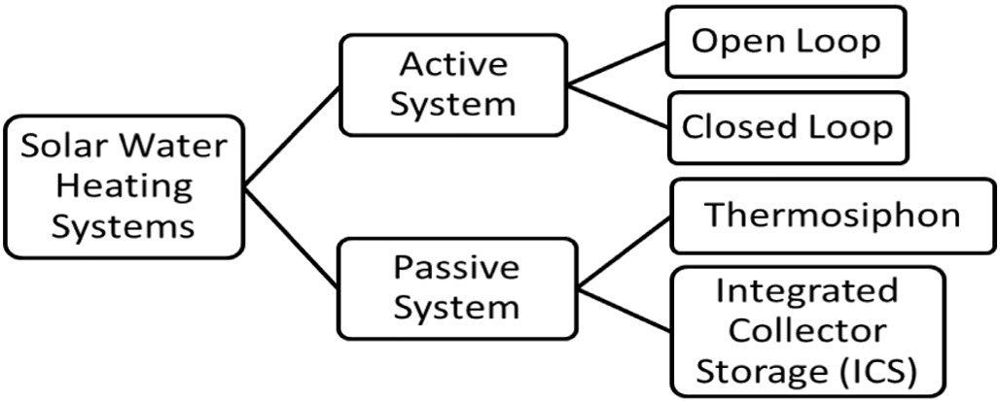 Solar Water
Heating
Systems
Active
System
Open Loop
Closed Loop
Passive
System
Thermosiphon
Integrated
Collector
Storage (ICS)